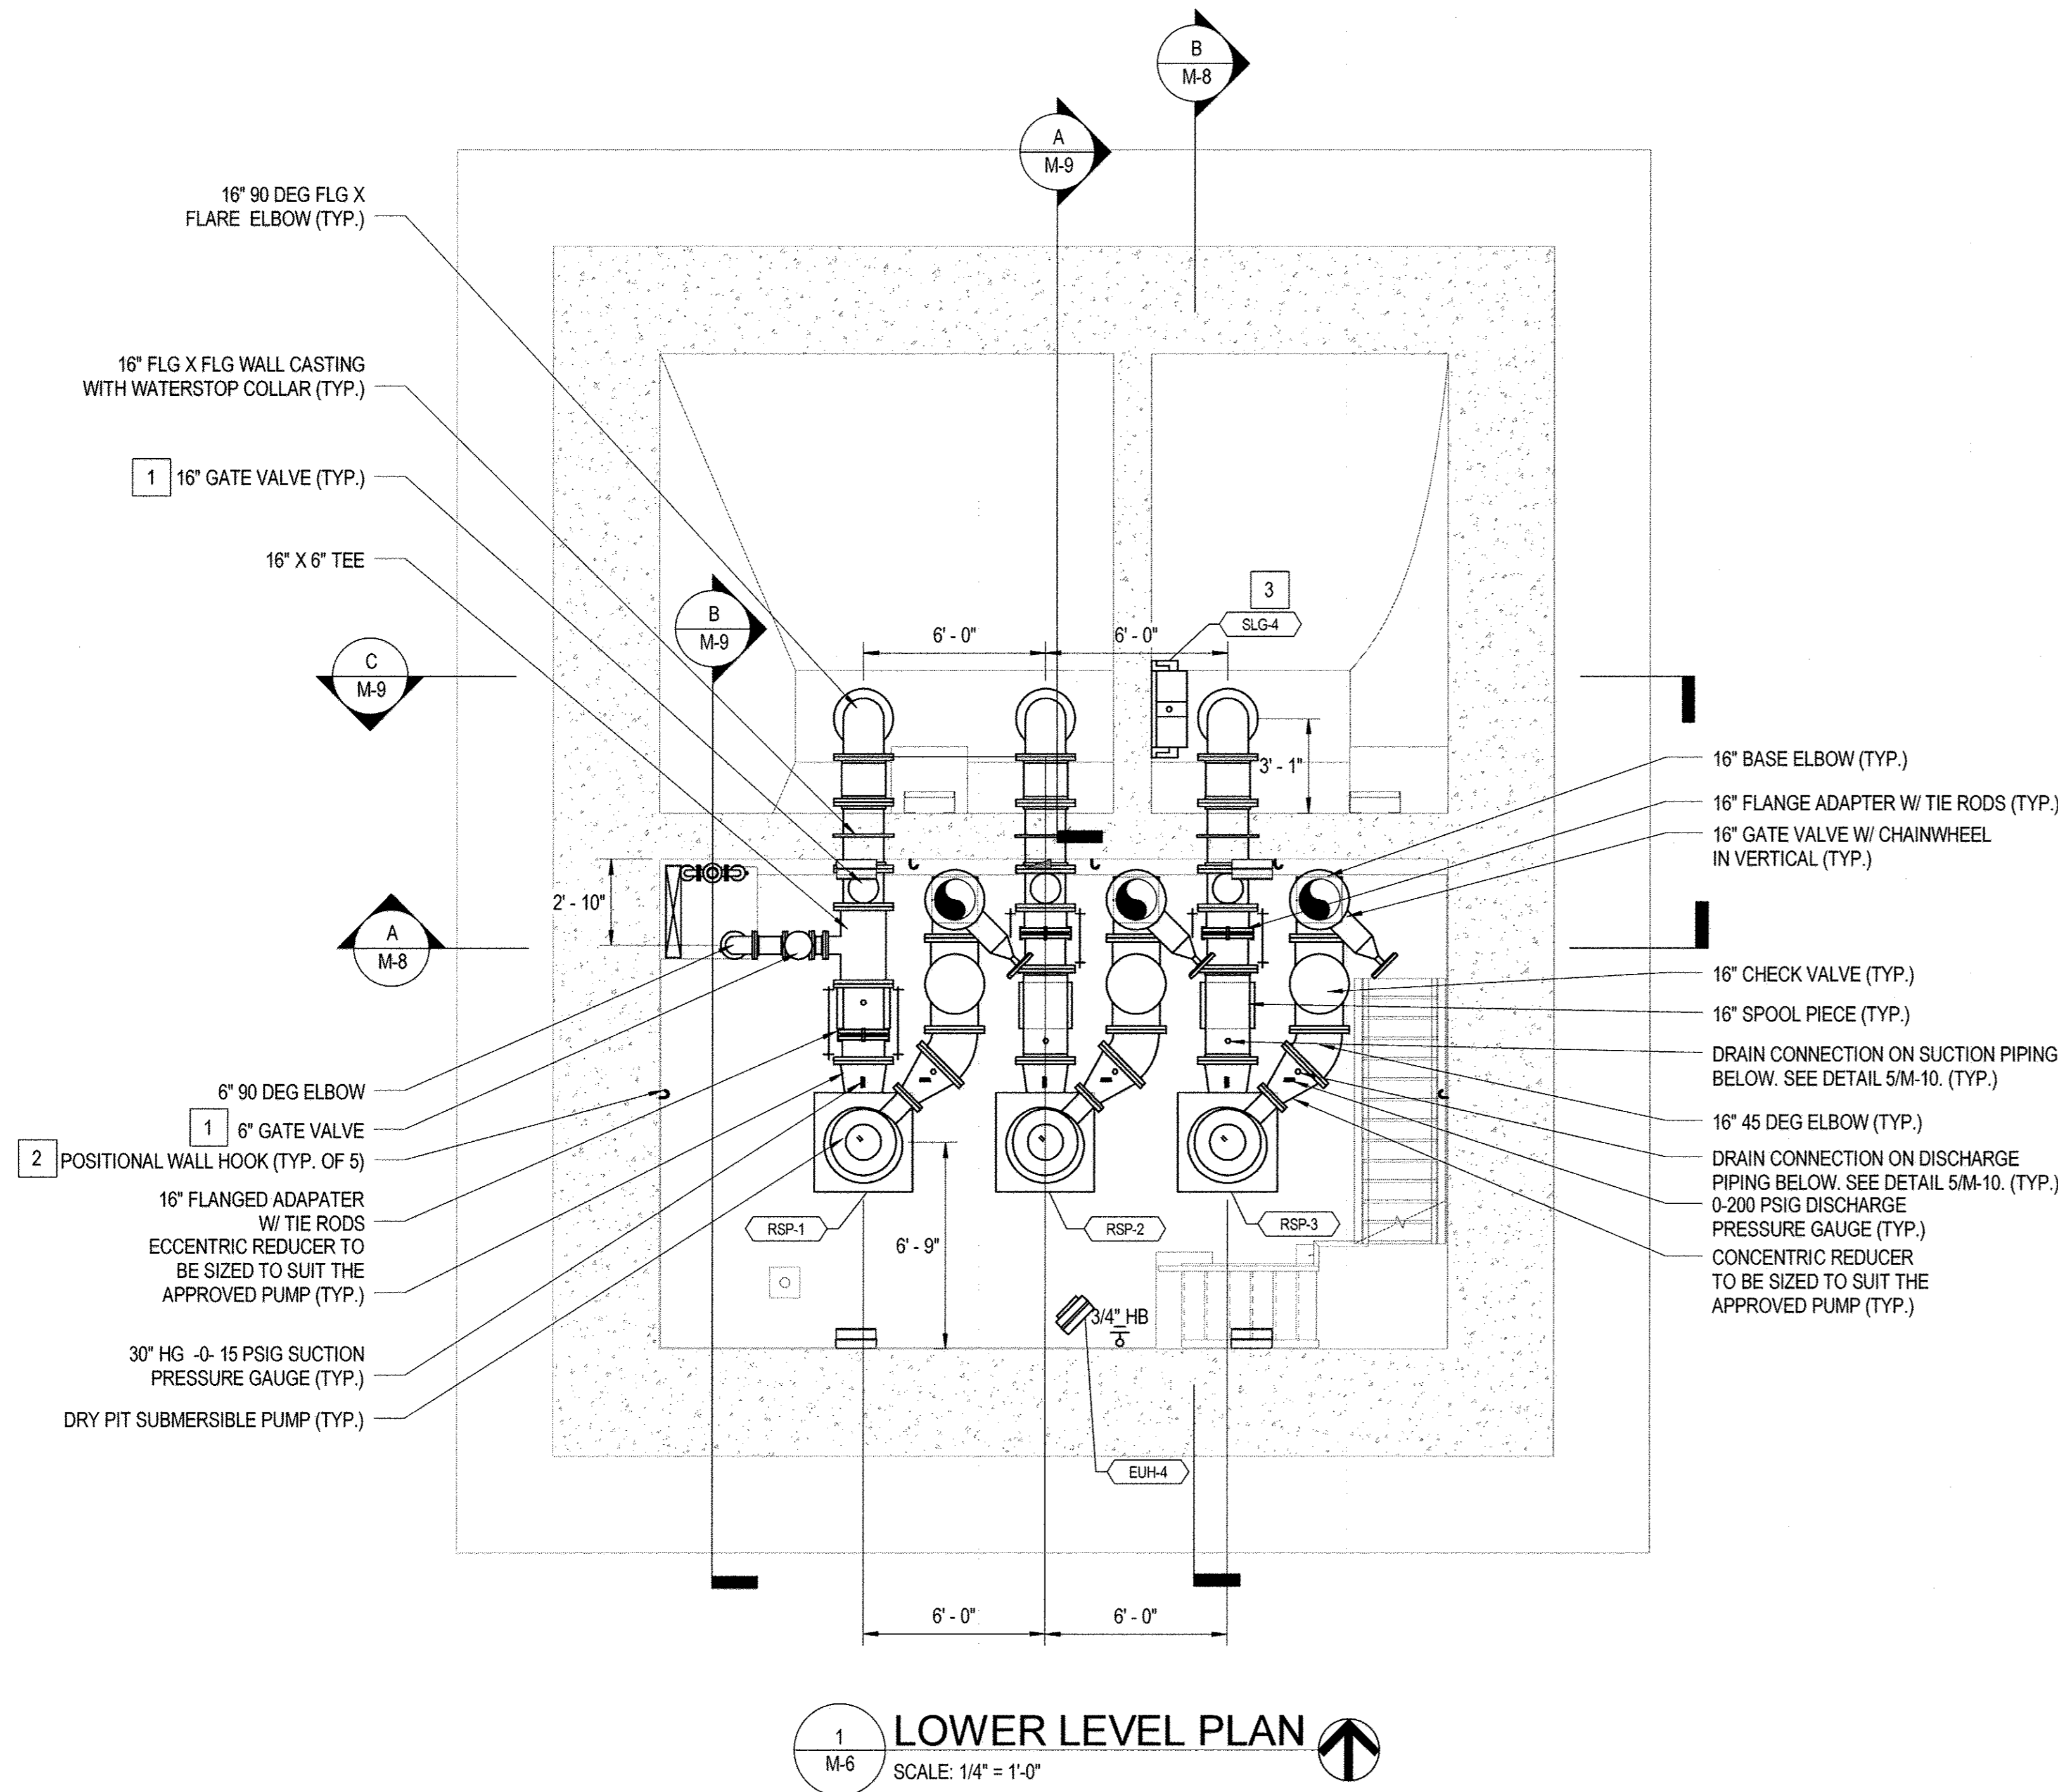 B
M-8
A
M-9
16" 90 DEG FLG X
FLARE ELBOW (TYP.)
16" FLG X FLG WALL CASTING
WITH WATERSTOP COLLAR (TYP.)
1 16" GATE VALVE (TYP.)
16" X 6" TEE
B
M-9
C
M-9
3
SLG-4
6' - 0"
6' - 0"
3' - 1"
2' - 10"
A
M-8
16" BASE ELBOW (TYP.)
16" FLANGE ADAPTER W/ TIE RODS (TYP.)
16" GATE VALVE W/ CHAINWHEEL
IN VERTICAL (TYP.)
16" CHECK VALVE (TYP.)
16" SPOOL PIECE (TYP.)
DRAIN CONNECTION ON SUCTION PIPING
BELOW. SEE DETAIL 5/M-10. (TYP.)
16" 45 DEG ELBOW (TYP.)
DRAIN CONNECTION ON DISCHARGE
PIPING BELOW. SEE DETAIL 5/M-10. (TYP.)
0-200 PSIG DISCHARGE
PRESSURE GAUGE (TYP.)
CONCENTRIC REDUCER
TO BE SIZED TO SUIT THE
APPROVED PUMP (TYP.)
6" 90 DEG ELBOW
1 6" GATE VALVE
2 POSITIONAL WALL HOOK (TYP. OF 5)
16" FLANGED ADAPATER
W/ TIE RODS
ECCENTRIC REDUCER TO
BE SIZED TO SUIT THE
APPROVED PUMP (TYP.)
30" HG -0- 15 PSIG SUCTION
PRESSURE GAUGE (TYP.)
DRY PIT SUBMERSIBLE PUMP (TYP.)
RSP-1
RSP-2
RSP-3
6' - 9"
3/4" HB
EUH-4
6' - 0"
6' - 0"
1
M-6
LOWER LEVEL PLAN
SCALE: 1/4" = 1'-0"